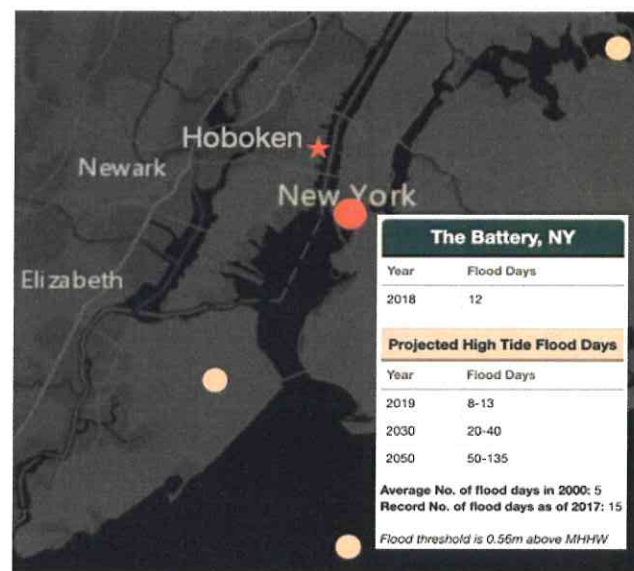 Hoboken
Newark
New York
Elizabeth
The Battery, NY
Year Flood Days
2018 12
Projected High Tide Flood Days
Year Flood Days
2019 8-13
2030 20-40
2050 50-135
Average No. of flood days in 2000: 5
Record No. of flood days as of 2017: 15
Flood threshold is 0.56m above MHHW